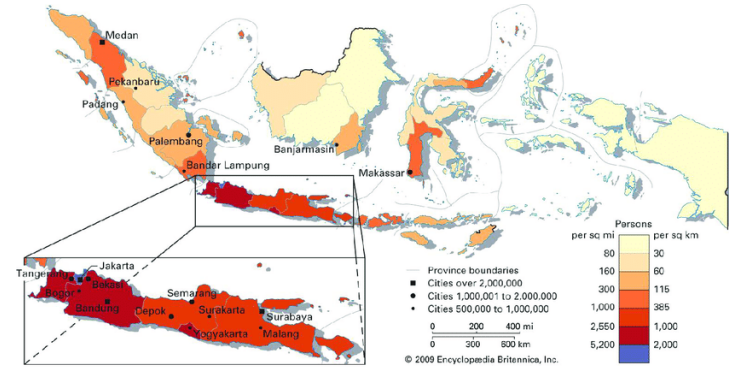 Medan
Pekanbaru
Padang
Palembang
Bandar Lampung
Banjarmasin
Makassar
Jakarta
Tangerang
Bekasi
Bogor
Bandung
Semarang
Depok
Surakarta
Surabaya
Yogyakarta
Malang
Province boundaries
Cities over 2,000,000
Cities 1,000,001 to 2,000,000
Cities 500,000 to 1,000,000
0 200 400 mi
0 300 600 km
© 2009 Encyclopædia Britannica, Inc.
Persons
per sq mi per sq km
80 30
160 60
300 115
1,000 385
2,550 1,000
5,200 2,000